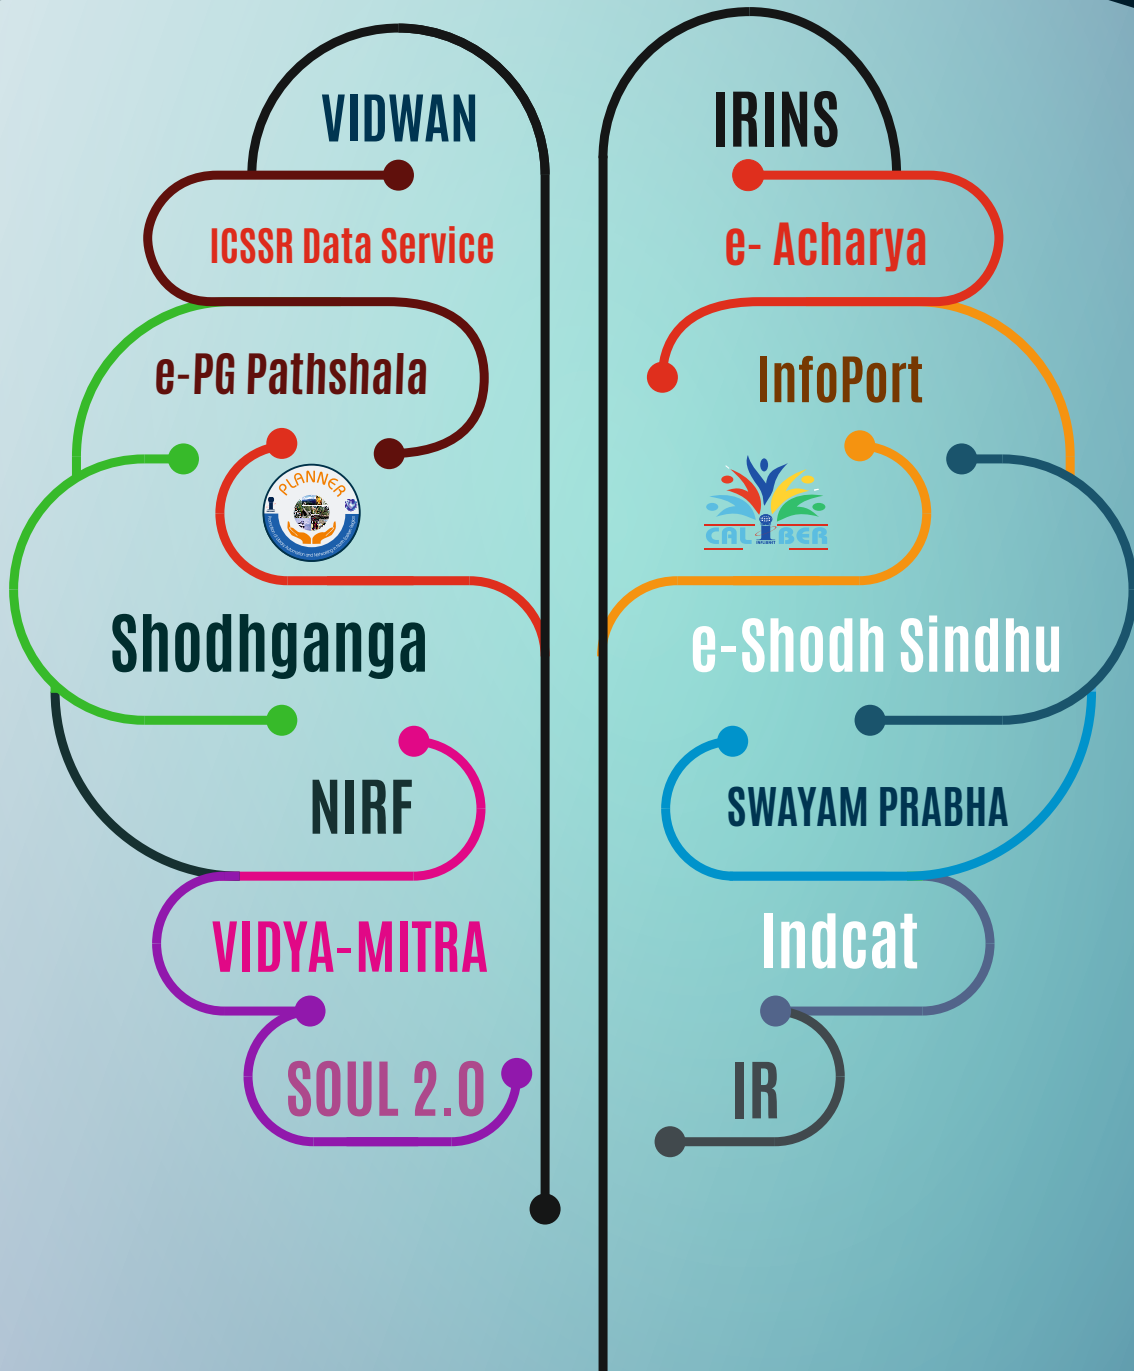 VIDWAN
ICSSR Data Service
e-PG Pathshala
PLANNER
Shodhganga
NIRF
VIDYA-MITRA
SOUL 2.0
IRINS
e- Acharya
InfoPort
CALIBER
e-Shodh Sindhu
SWAYAM PRABHA
Indcat
IR